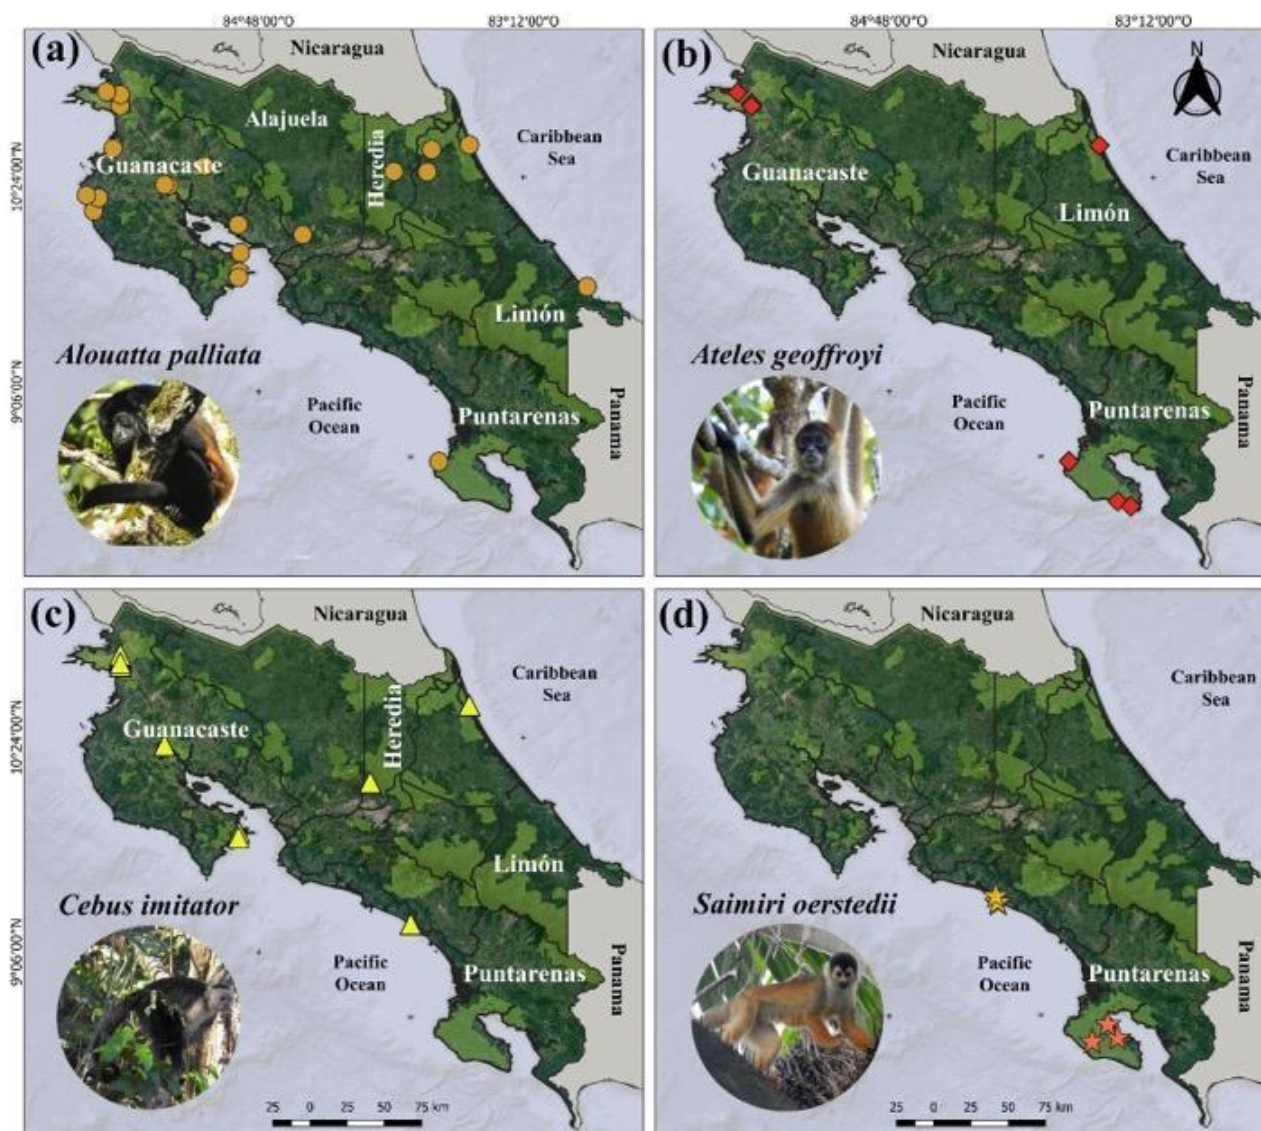 84°48'00"O
83°12'00"O
84°48'00"O
83°12'00"O
(a)
Nicaragua
Alajuela
Heredia
Caribbean
Sea
Guanacaste
10°24'00"N
Limón
Alouatta palliata
9°06'00"N
Pacific
Ocean
Puntarenas
Panama
(b)
Nicaragua
N
Caribbean
Sea
Guanacaste
Limón
Ateles geoffroyi
Pacific
Ocean
Puntarenas
Panama
(c)
Nicaragua
Caribbean
Sea
Heredia
Guanacaste
10°24'00"N
Limón
Cebus imitator
9°06'00"N
Pacific
Ocean
Puntarenas
Panama
25 0 25 50 75 km
(d)
Nicaragua
Caribbean
Sea
Saimiri oerstedii
Pacific
Ocean
Puntarenas
Panama
25 0 25 50 75 km